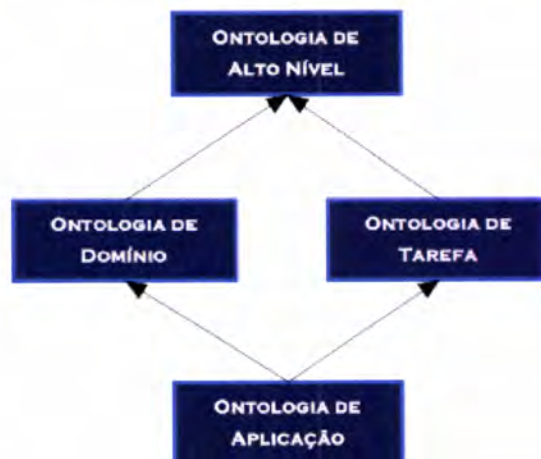 ONTOLOGIA DE
ALTO NÍVEL
ONTOLOGIA DE
DOMÍNIO
ONTOLOGIA DE
TAREFA
ONTOLOGIA DE
APLICAÇÃO